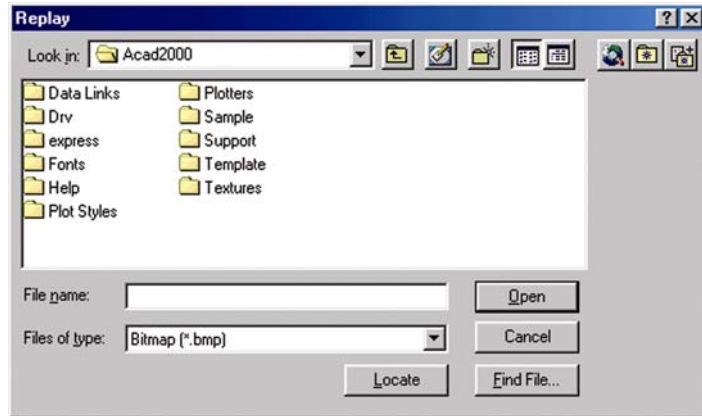 Replay
Look in: Acad2000
Data Links
Drv
express
Fonts
Help
Plot Styles
Plotters
Sample
Support
Template
Textures
File name:
Open
Files of type: Bitmap (*.bmp)
Cancel
Locate
Find File...